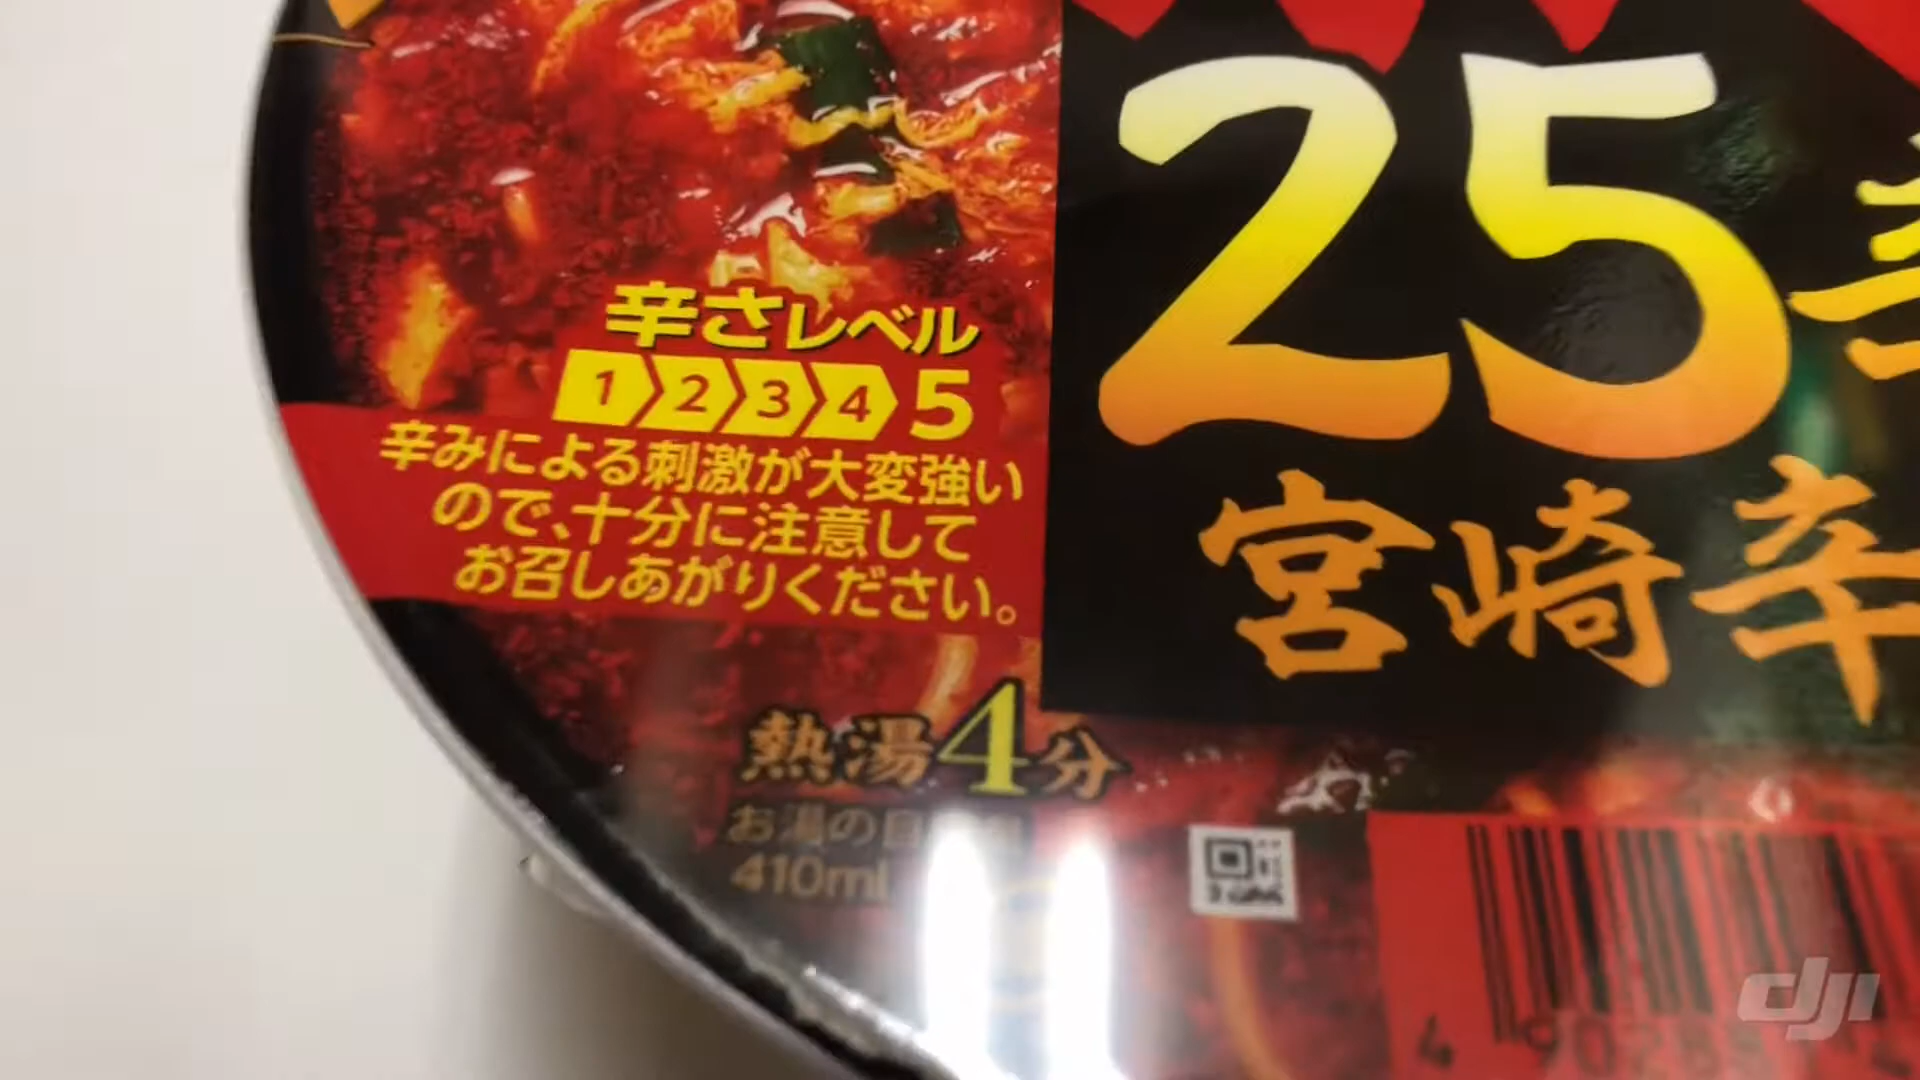 25
辛さレベル
1 2 3 4 5
辛みによる刺激が大変強い
ので、十分に注意して
お召しあがりください。
宮崎辛
熱湯4分
お湯の目
410ml
dji